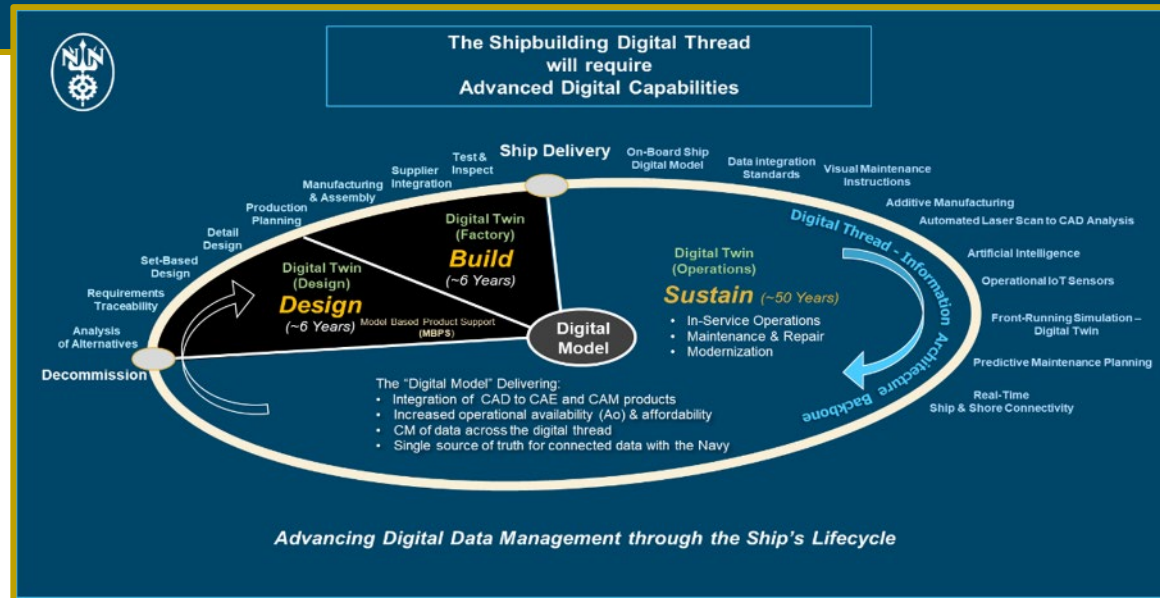 NN
The Shipbuilding Digital Thread
will require
Advanced Digital Capabilities
Analysis
of Alternatives
Requirements
Traceability
Set-Based
Design
Detail
Design
Production
Planning
Manufacturing
& Assembly
Supplier
Integration
Test &
Inspect
Ship Delivery
On-Board Ship
Digital Model
Data integration
Standards
Visual Maintenance
Instructions
Additive Manufacturing
Automated Laser Scan to CAD Analysis
Artificial Intelligence
Operational IoT Sensors
Front-Running Simulation –
Digital Twin
Predictive Maintenance Planning
Real-Time
Ship & Shore Connectivity
Digital Thread - Information Architecture Backbone
Decommission
Digital Twin
(Design)
Design
(~6 Years)
Model Based Product Support
(MBPS)
Digital Twin
(Factory)
Build
(~6 Years)
Digital
Model
Digital Twin
(Operations)
Sustain (~50 Years)
• In-Service Operations
• Maintenance & Repair
• Modernization
The "Digital Model" Delivering:
• Integration of CAD to CAE and CAM products
• Increased operational availability (Ao) & affordability
• CM of data across the digital thread
• Single source of truth for connected data with the Navy
Advancing Digital Data Management through the Ship's Lifecycle